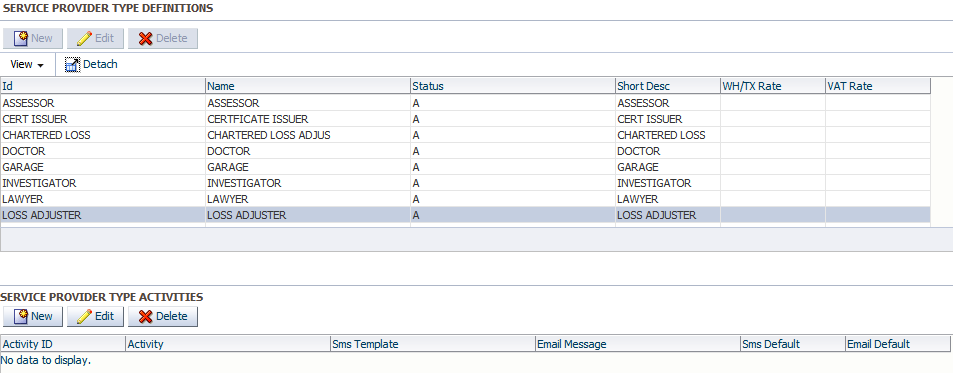 SERVICE PROVIDER TYPE DEFINITIONS
New Edit Delete
View Detach
Id Name Status Short Desc WH/TX Rate VAT Rate
ASSESSOR ASSESSOR A ASSESSOR
CERT ISSUER CERTFICATE ISSUER A CERT ISSUER
CHARTERED LOSS CHARTERED LOSS ADJUS A CHARTERED LOSS
DOCTOR DOCTOR A DOCTOR
GARAGE GARAGE A GARAGE
INVESTIGATOR INVESTIGATOR A INVESTIGATOR
LAWYER LAWYER A LAWYER
LOSS ADJUSTER LOSS ADJUSTER A LOSS ADJUSTER
SERVICE PROVIDER TYPE ACTIVITIES
New Edit Delete
Activity ID Activity Sms Template Email Message Sms Default Email Default
No data to display.